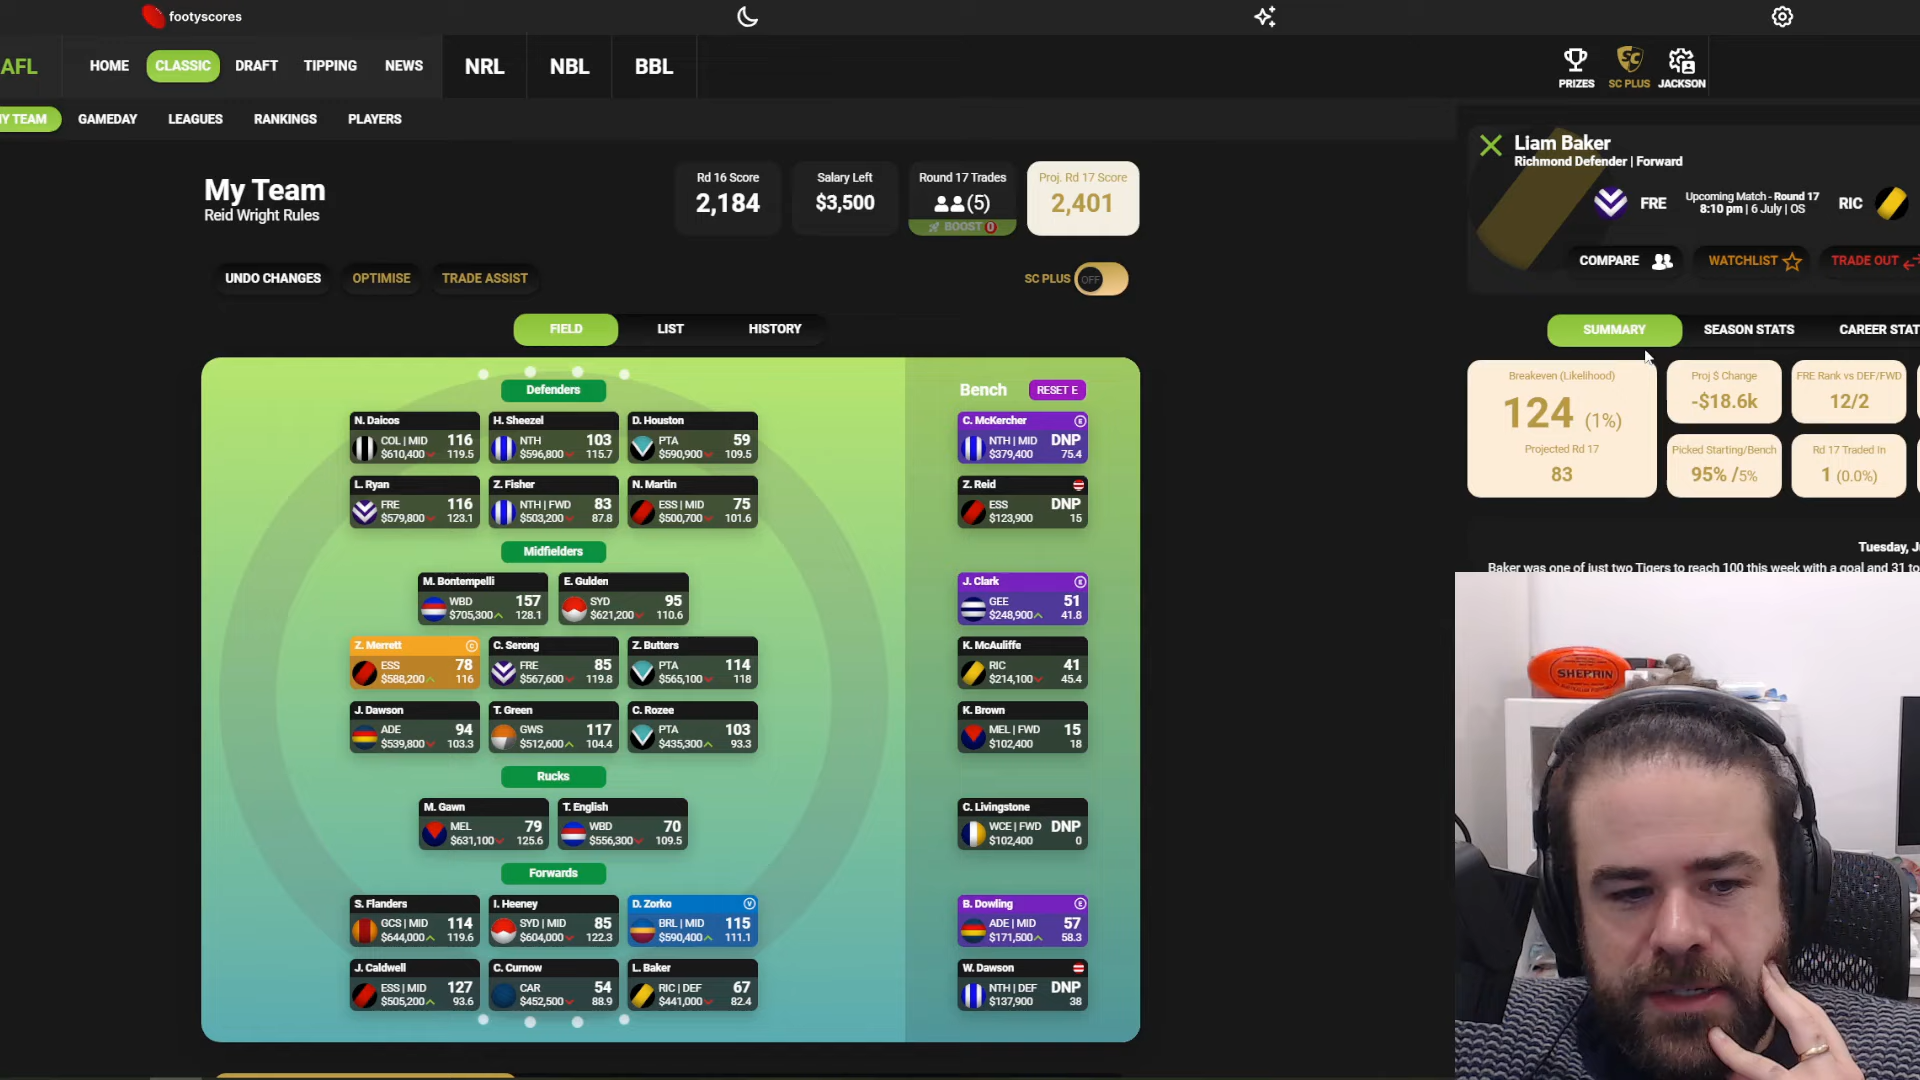 footyscores
AFL HOME CLASSIC DRAFT TIPPING NEWS NRL NBL BBL
PRIZES SC PLUS JACKSON
MY TEAM GAMEDAY LEAGUES RANKINGS PLAYERS
My Team
Reid Wright Rules
Rd 16 Score
2,184
Salary Left
$3,500
Round 17 Trades
(5)
BOOST 0
Proj. Rd 17 Score
2,401
UNDO CHANGES OPTIMISE TRADE ASSIST
SC PLUS OFF
FIELD LIST HISTORY
Defenders
Bench RESET E
N. Daicos
COL | MID 116
$610,400 119.5
H. Sheezel
NTH 103
$596,800 115.7
D. Houston
PTA 59
$590,900 109.5
C. McKercher E
NTH | MID DNP
$379,400 75.4
L. Ryan
FRE 116
$579,800 123.1
Z. Fisher
NTH | FWD 83
$503,200 87.8
N. Martin
ESS | MID 75
$500,700 101.6
Z. Reid
ESS DNP
$123,900 15
Midfielders
M. Bontempelli
WBD 157
$705,300 128.1
E. Gulden
SYD 95
$621,200 110.6
J. Clark E
GEE 51
$248,900 41.8
Z. Merrett C
ESS 78
$588,200 116
C. Serong
FRE 85
$567,600 119.8
Z. Butters
PTA 114
$565,100 118
K. McAuliffe
RIC 41
$214,100 45.4
J. Dawson
ADE 94
$539,800 103.3
T. Green
GWS 117
$512,600 104.4
C. Rozee
PTA 103
$435,300 93.3
K. Brown
MEL | FWD 15
$102,400 18
Rucks
M. Gawn
MEL 79
$631,100 125.6
T. English
WBD 70
$556,300 109.5
C. Livingstone
WCE | FWD DNP
$102,400 0
Forwards
S. Flanders
GCS | MID 114
$644,000 119.6
I. Heeney
SYD | MID 85
$604,000 122.3
D. Zorko V
BRL | MID 115
$590,400 111.1
B. Dowling E
ADE | MID 57
$171,500 58.3
J. Caldwell
ESS | MID 127
$505,200 93.6
C. Curnow
CAR 54
$452,500 88.9
L. Baker
RIC | DEF 67
$441,000 82.4
W. Dawson
NTH | DEF DNP
$137,900 38
Liam Baker
Richmond Defender | Forward
FRE
Upcoming Match - Round 17
8:10 pm | 6 July | OS
RIC
COMPARE WATCHLIST TRADE OUT
SUMMARY SEASON STATS CAREER STAT
Breakeven (Likelihood)
124 (1%)
Projected Rd 17
83
Proj $ Change
-$18.6k
FRE Rank vs DEF/FWD
12/2
Picked Starting/Bench
95% /5%
Rd 17 Traded In
1 (0.0%)
Tuesday, J
Baker was one of just two Tigers to reach 100 this week with a goal and 31 to
SHERRIN